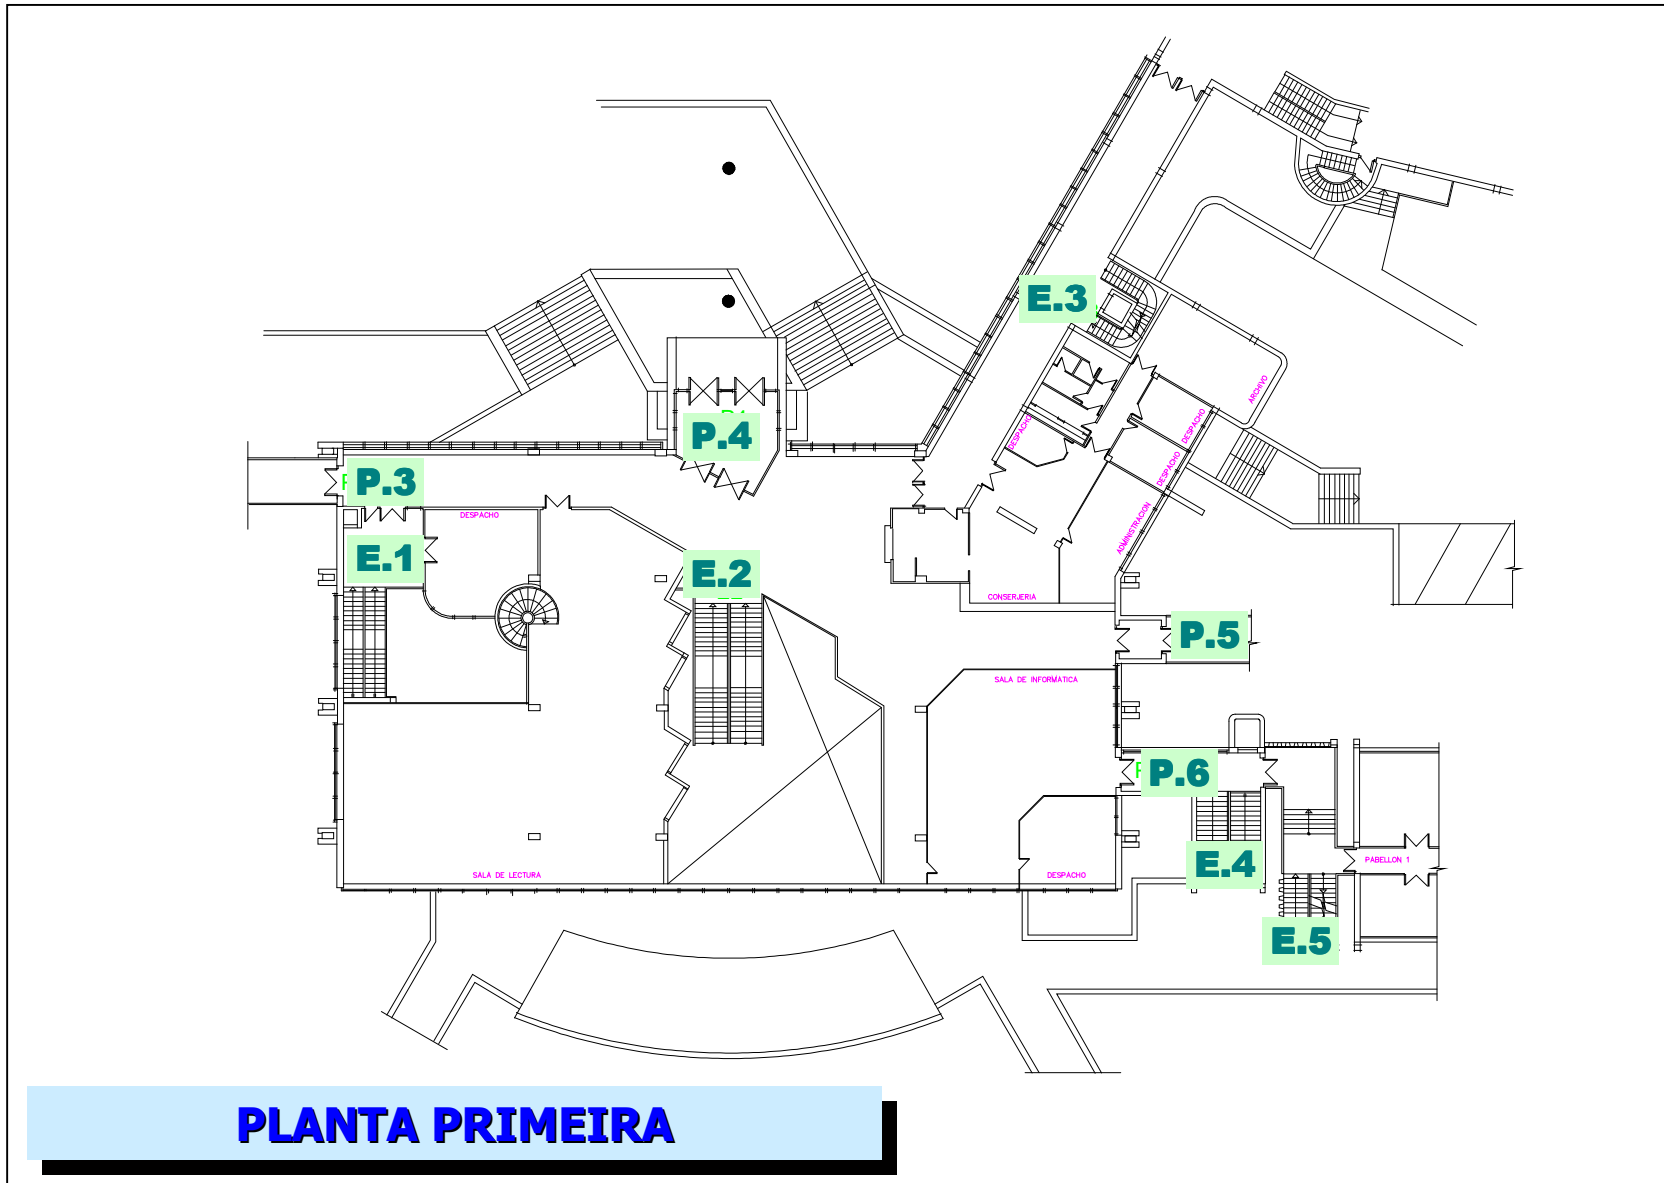 E.3
ARCHIVO
DESPACHO
DESPACHO
DESPACHO
P.4
P.3
DESPACHO
ADMINISTRACION
E.1
E.2
CONSERJERIA
P.5
SALA DE INFORMATICA
P.6
E.4
PABELLON 1
SALA DE LECTURA
DESPACHO
E.5
PLANTA PRIMEIRA